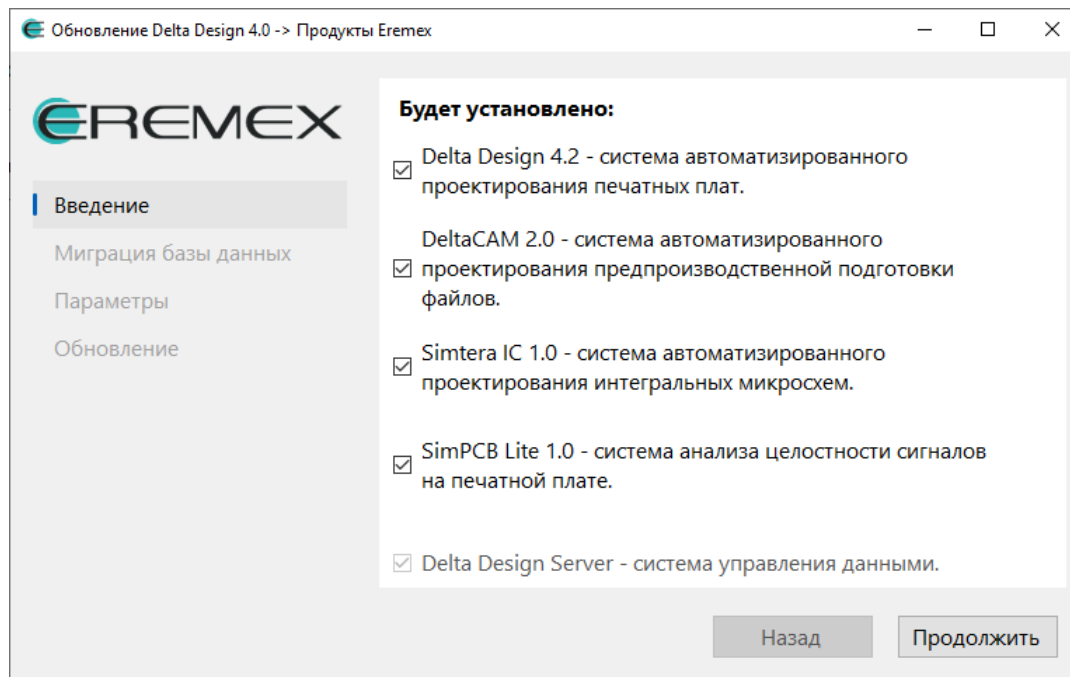 Обновление Delta Design 4.0 -> Продукты Eremex
EREMEX
Введение
Миграция базы данных
Параметры
Обновление
Будет установлено:
Delta Design 4.2 - система автоматизированного
проектирования печатных плат.
DeltaCAM 2.0 - система автоматизированного
проектирования предпроизводственной подготовки
файлов.
Simtera IC 1.0 - система автоматизированного
проектирования интегральных микросхем.
SimPCB Lite 1.0 - система анализа целостности сигналов
на печатной плате.
Delta Design Server - система управления данными.
Назад
Продолжить